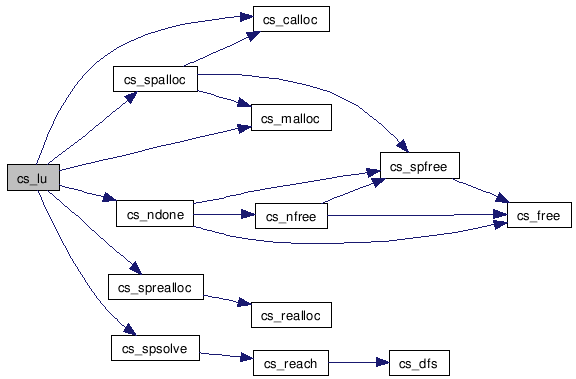 cs_calloc
cs_spalloc
cs_malloc
cs_spfree
cs_lu
cs_ndone
cs_nfree
cs_free
cs_sprealloc
cs_realloc
cs_spsolve
cs_reach
cs_dfs